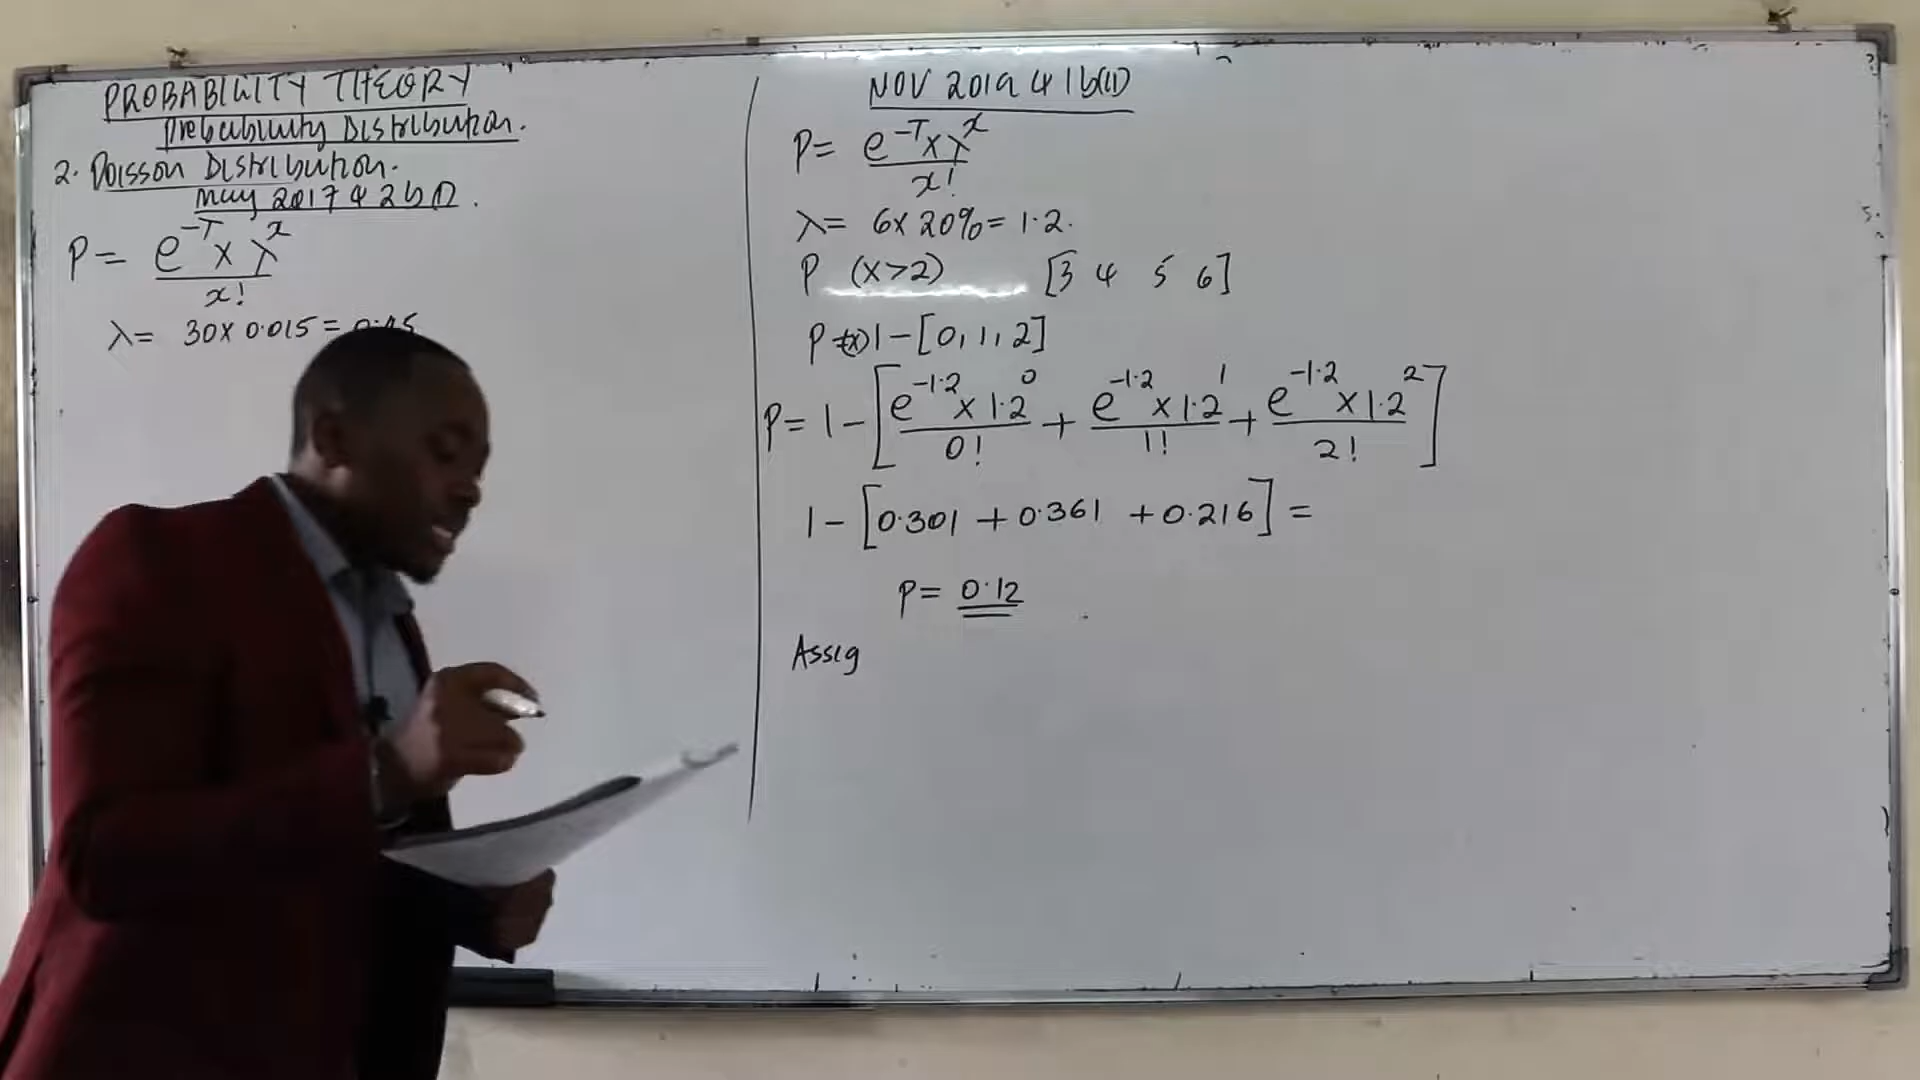 PROBABILITY THEORY
Probability Distribution.
2. Poisson Distribution.
May 2017 Q 2b(i).
P = e^-T x λ^x
x!
λ = 30 x 0.015 = 0.45
NOV 2019 Q 1b(ii)
P = e^-T x λ^x
x!
λ = 6x 20% = 1.2.
P (x>2) [3 4 5 6]
P (x) 1 - [0, 1, 2]
P = 1 - [e^-1.2 x 1.2^0 + e^-1.2 x 1.2^1 + e^-1.2 x 1.2^2]
0! 1! 2!
1 - [0.301 + 0.361 + 0.216] =
P = 0.12
Assig